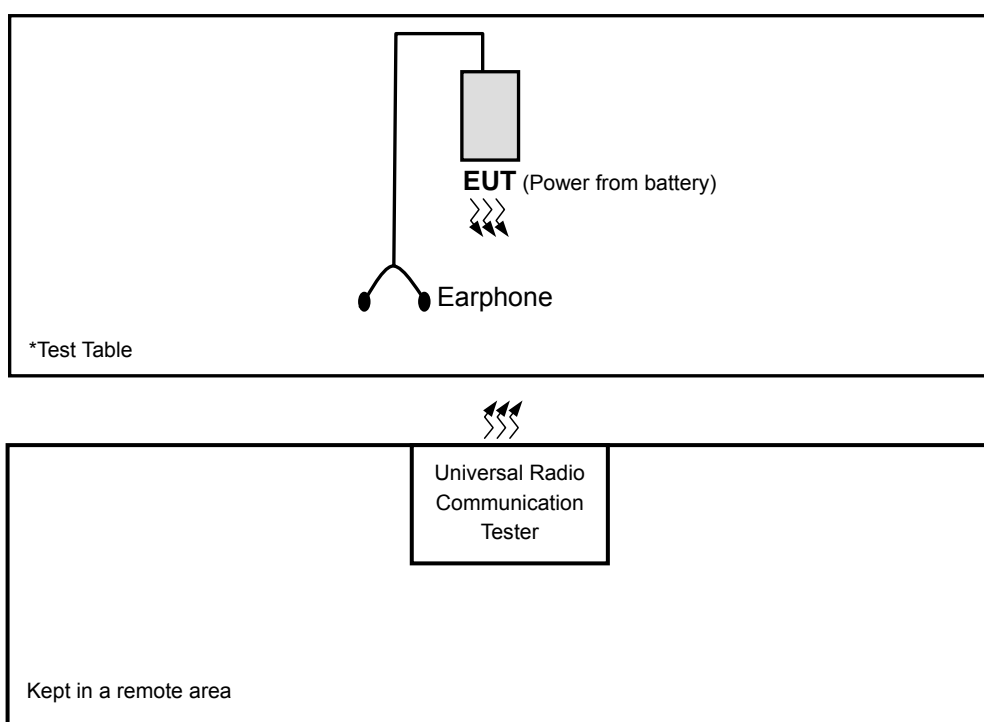 EUT (Power from battery)
Earphone
*Test Table
Universal Radio
Communication
Tester
Kept in a remote area